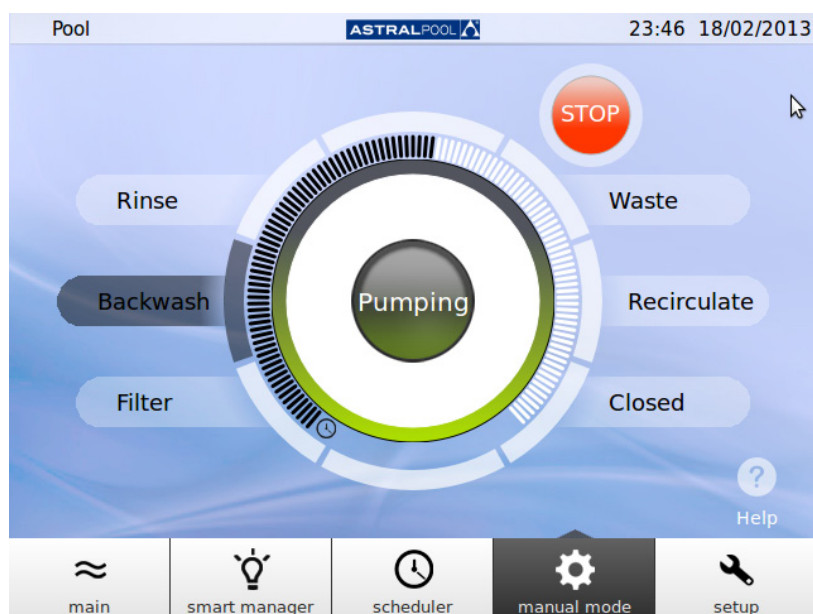 Pool
ASTRALPOOL
23:46 18/02/2013
STOP
Rinse
Waste
Backwash
Pumping
Recirculate
Filter
Closed
?
Help
main
smart manager
scheduler
manual mode
setup